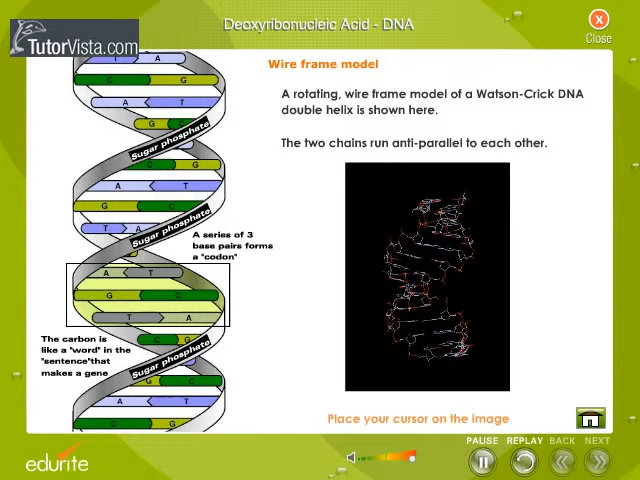 Deoxyribonucleic Acid - DNA
X
Close
TutorVista.com
Wire frame model
A rotating, wire frame model of a Watson-Crick DNA
double helix is shown here.
The two chains run anti-parallel to each other.
T A
C G
A T
G C
Sugar phosphate
C G
A T
G C
T A
Sugar phosphate
A series of 3
base pairs forms
a "codon"
A T
G C
T A
The carbon is
like a "word" in the
"sentence"that
makes a gene
C G
Sugar phosphate
G C
A T
C G
Place your cursor on the image
PAUSE REPLAY BACK NEXT
edurite